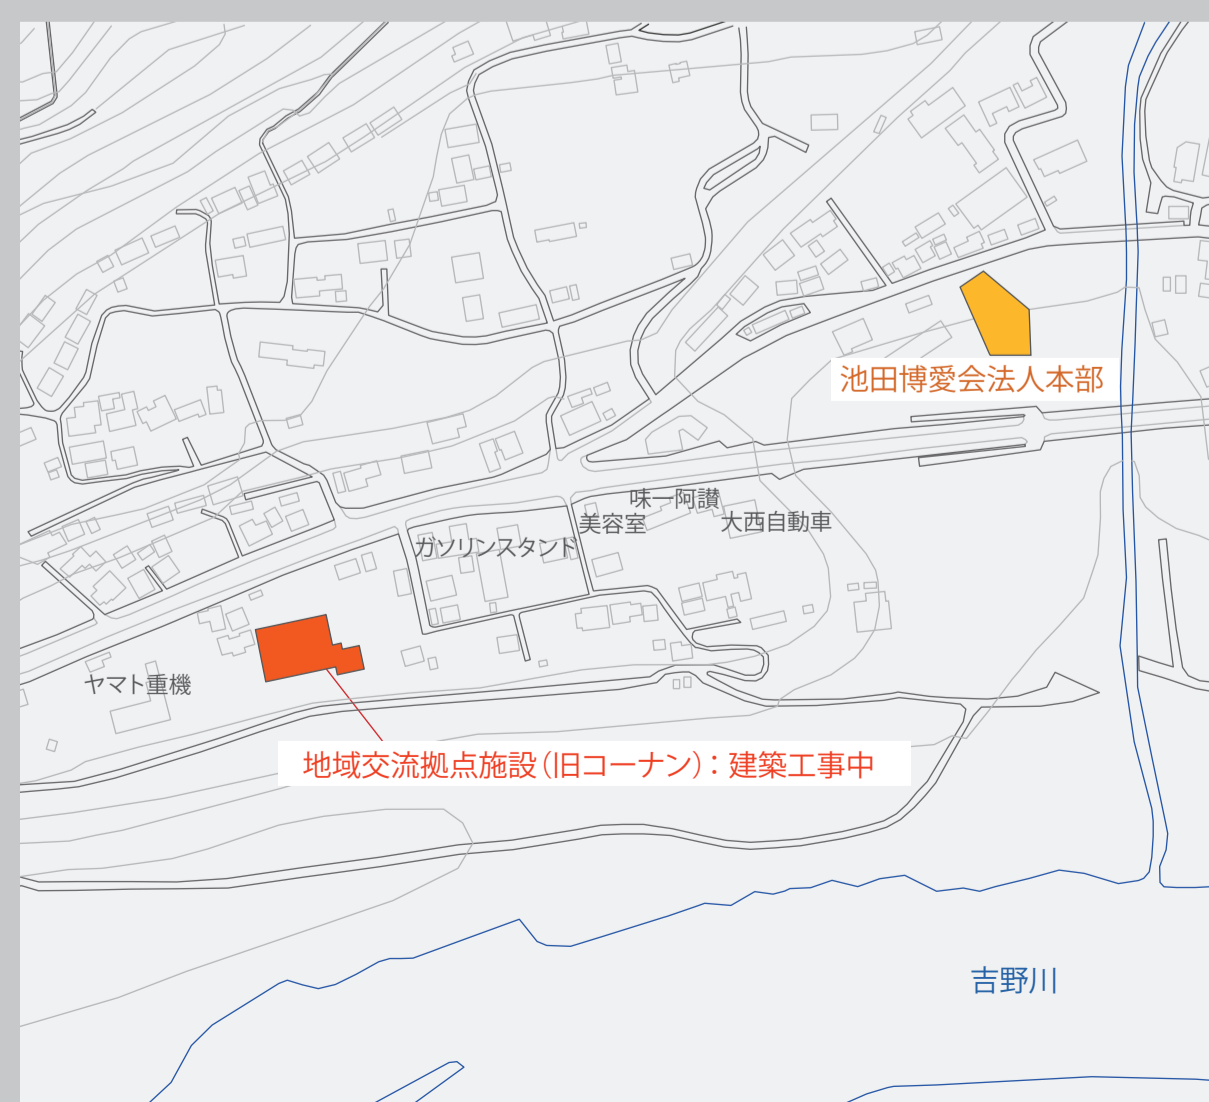 池田博愛会法人本部
味一阿讃
美容室
大西自動車
ガソリンスタンド
ヤマト重機
地域交流拠点施設（旧コーナン）：建築工事中
吉野川